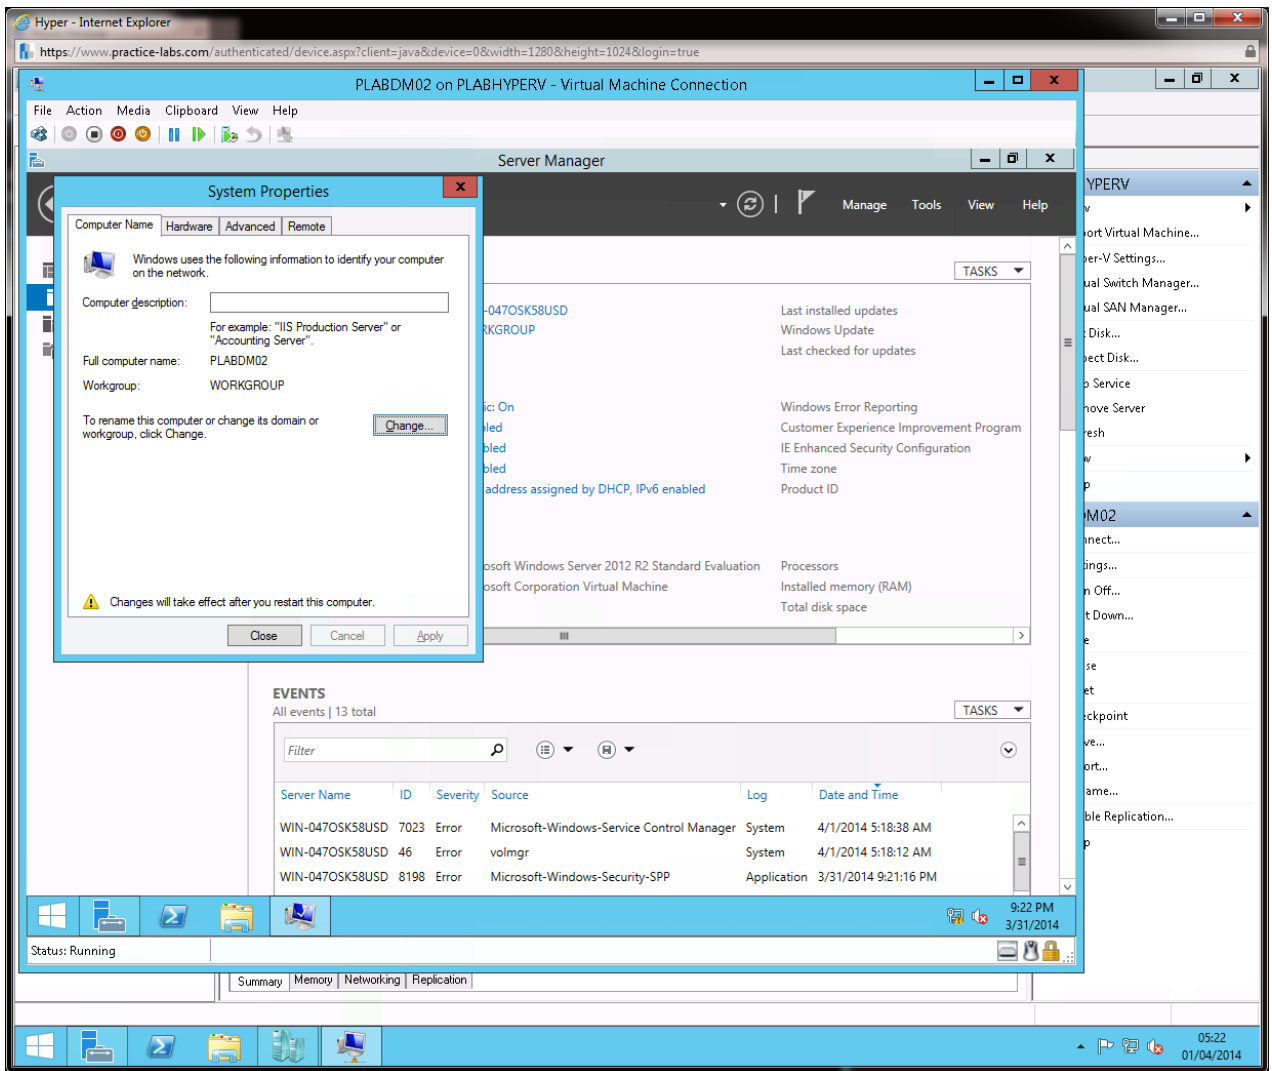 Hyper - Internet Explorer
https://www.practice-labs.com/authenticated/device.aspx?client=java&device=0&width=1280&height=1024&login=true
PLABDM02 on PLABHYPERV - Virtual Machine Connection
File Action Media Clipboard View Help
Server Manager
Manage Tools View Help
System Properties
Computer Name Hardware Advanced Remote
Windows uses the following information to identify your computer
on the network.
Computer description:
For example: "IIS Production Server" or
"Accounting Server".
Full computer name: PLABDM02
Workgroup: WORKGROUP
To rename this computer or change its domain or
workgroup, click Change.
Change...
Changes will take effect after you restart this computer.
Close Cancel Apply
TASKS
-047OSK58USD Last installed updates
RKGROUP Windows Update
Last checked for updates
ic: On Windows Error Reporting
bled Customer Experience Improvement Program
bled IE Enhanced Security Configuration
bled Time zone
address assigned by DHCP, IPv6 enabled Product ID
osoft Windows Server 2012 R2 Standard Evaluation Processors
osoft Corporation Virtual Machine Installed memory (RAM)
Total disk space
EVENTS
All events | 13 total
TASKS
Filter
Server Name ID Severity Source Log Date and Time
WIN-047OSK58USD 7023 Error Microsoft-Windows-Service Control Manager System 4/1/2014 5:18:38 AM
WIN-047OSK58USD 46 Error volmgr System 4/1/2014 5:18:12 AM
WIN-047OSK58USD 8198 Error Microsoft-Windows-Security-SPP Application 3/31/2014 9:21:16 PM
9:22 PM
3/31/2014
Status: Running
Summary Memory Networking Replication
YPERV
v
ort Virtual Machine...
per-V Settings...
ual Switch Manager...
ual SAN Manager...
t Disk...
pect Disk...
p Service
nove Server
resh
w
p
M02
nnect...
tings...
n Off...
t Down...
e
se
et
eckpoint
ve...
ort...
ame...
ble Replication...
p
05:22
01/04/2014